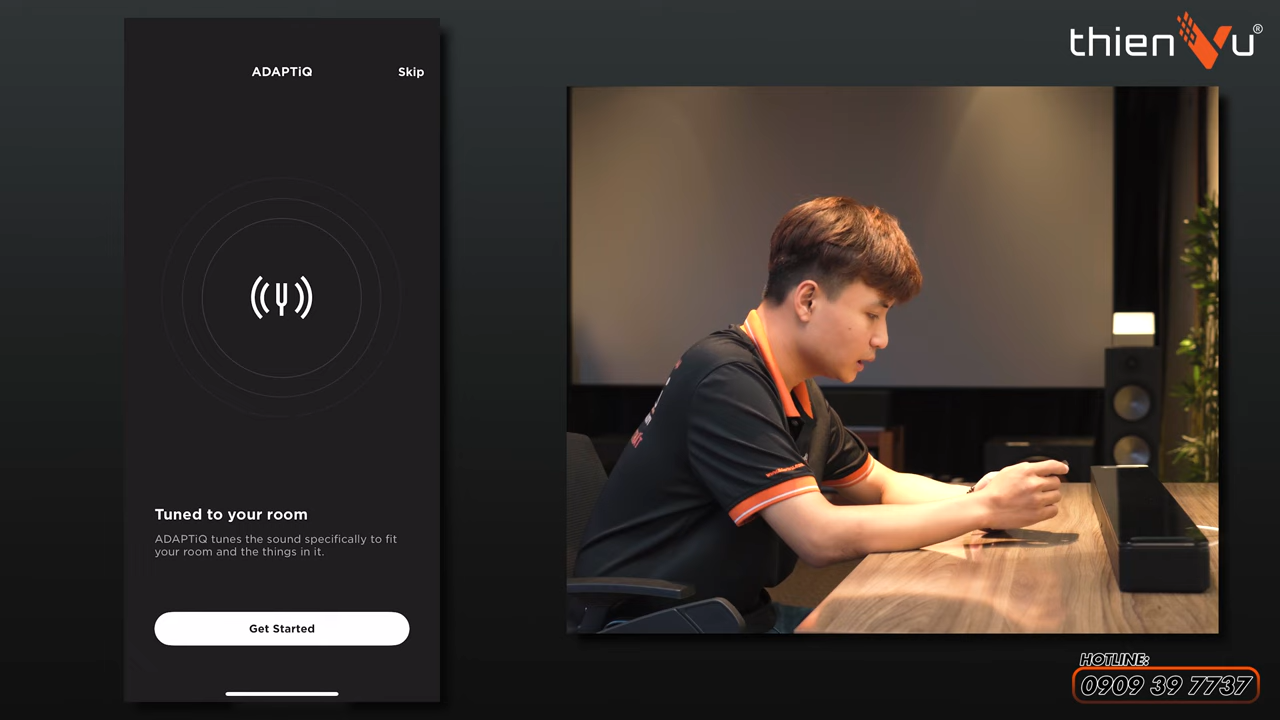 ADAPTiQ
Skip
Tuned to your room
ADAPTiQ tunes the sound specifically to fit
your room and the things in it.
Get Started
thienVu®
HOTLINE:
0909 39 7737